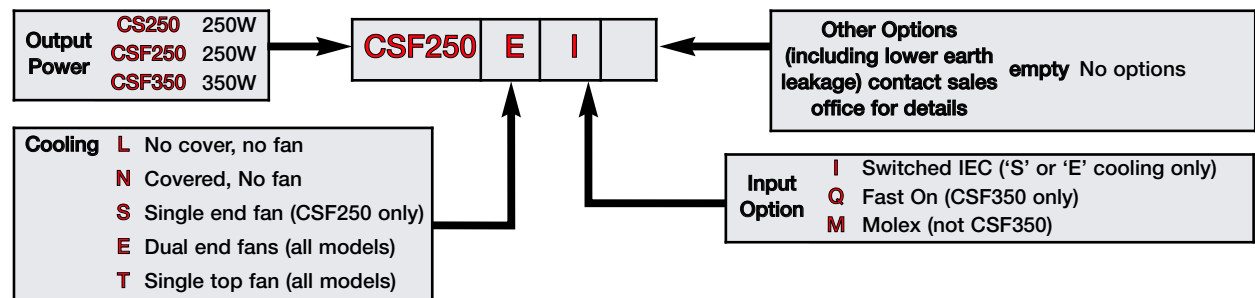 Output Power
CS250 250W
CSF250 250W
CSF350 350W
CSF250 E I
Other Options
(including lower earth
leakage) contact sales
office for details
empty No options
Cooling L No cover, no fan
N Covered, No fan
S Single end fan (CSF250 only)
E Dual end fans (all models)
T Single top fan (all models)
Input Option
I Switched IEC (‘S’ or ‘E’ cooling only)
Q Fast On (CSF350 only)
M Molex (not CSF350)